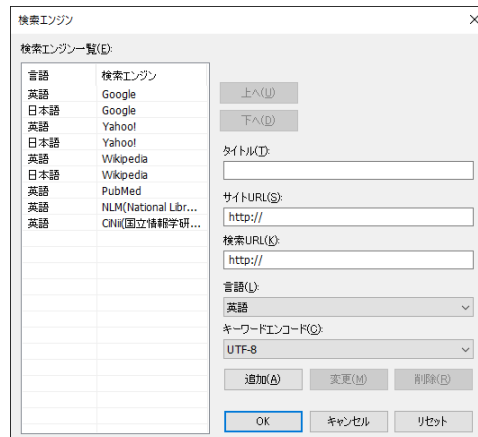 検索エンジン
検索エンジン一覧(E):
言語 検索エンジン
英語 Google
日本語 Google
英語 Yahoo!
日本語 Yahoo!
英語 Wikipedia
日本語 Wikipedia
英語 PubMed
英語 NLM(National Libr...
英語 CiNii(国立情報学研...
上へ(U)
下へ(D)
タイトル(T):
サイトURL(S):
http://
検索URL(K):
http://
言語(L):
英語
キーワードエンコード(C):
UTF-8
追加(A) 変更(M) 削除(R)
OK キャンセル リセット